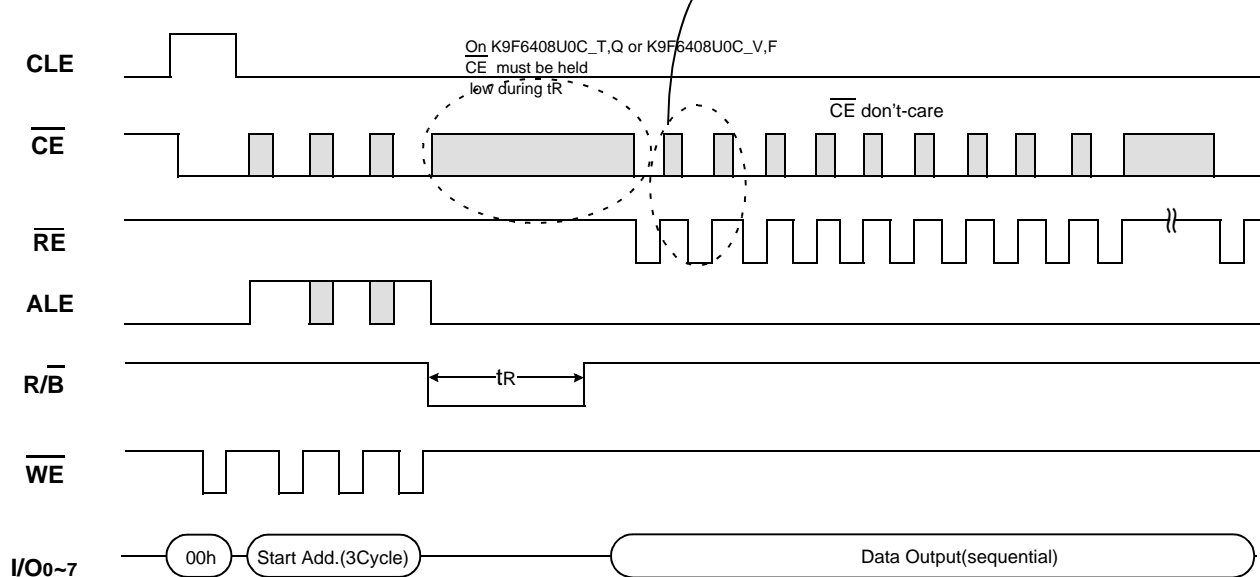 On K9F6408U0C_T,Q or K9F6408U0C_V,F
CE must be held
low during tR
CLE
CE don't-care
CE
RE
ALE
R/B
tR
WE
I/O0~7
00h
Start Add.(3Cycle)
Data Output(sequential)